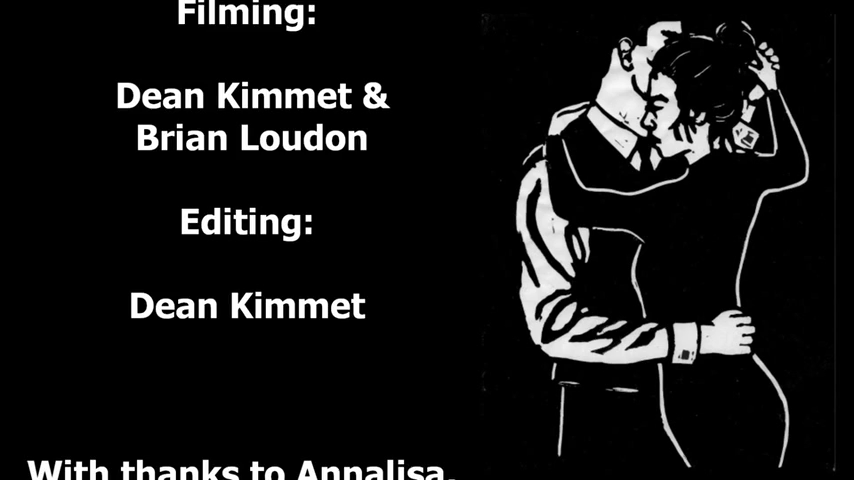 Filming:
Dean Kimmet &
Brian Loudon
Editing:
Dean Kimmet
With thanks to Annalisa,